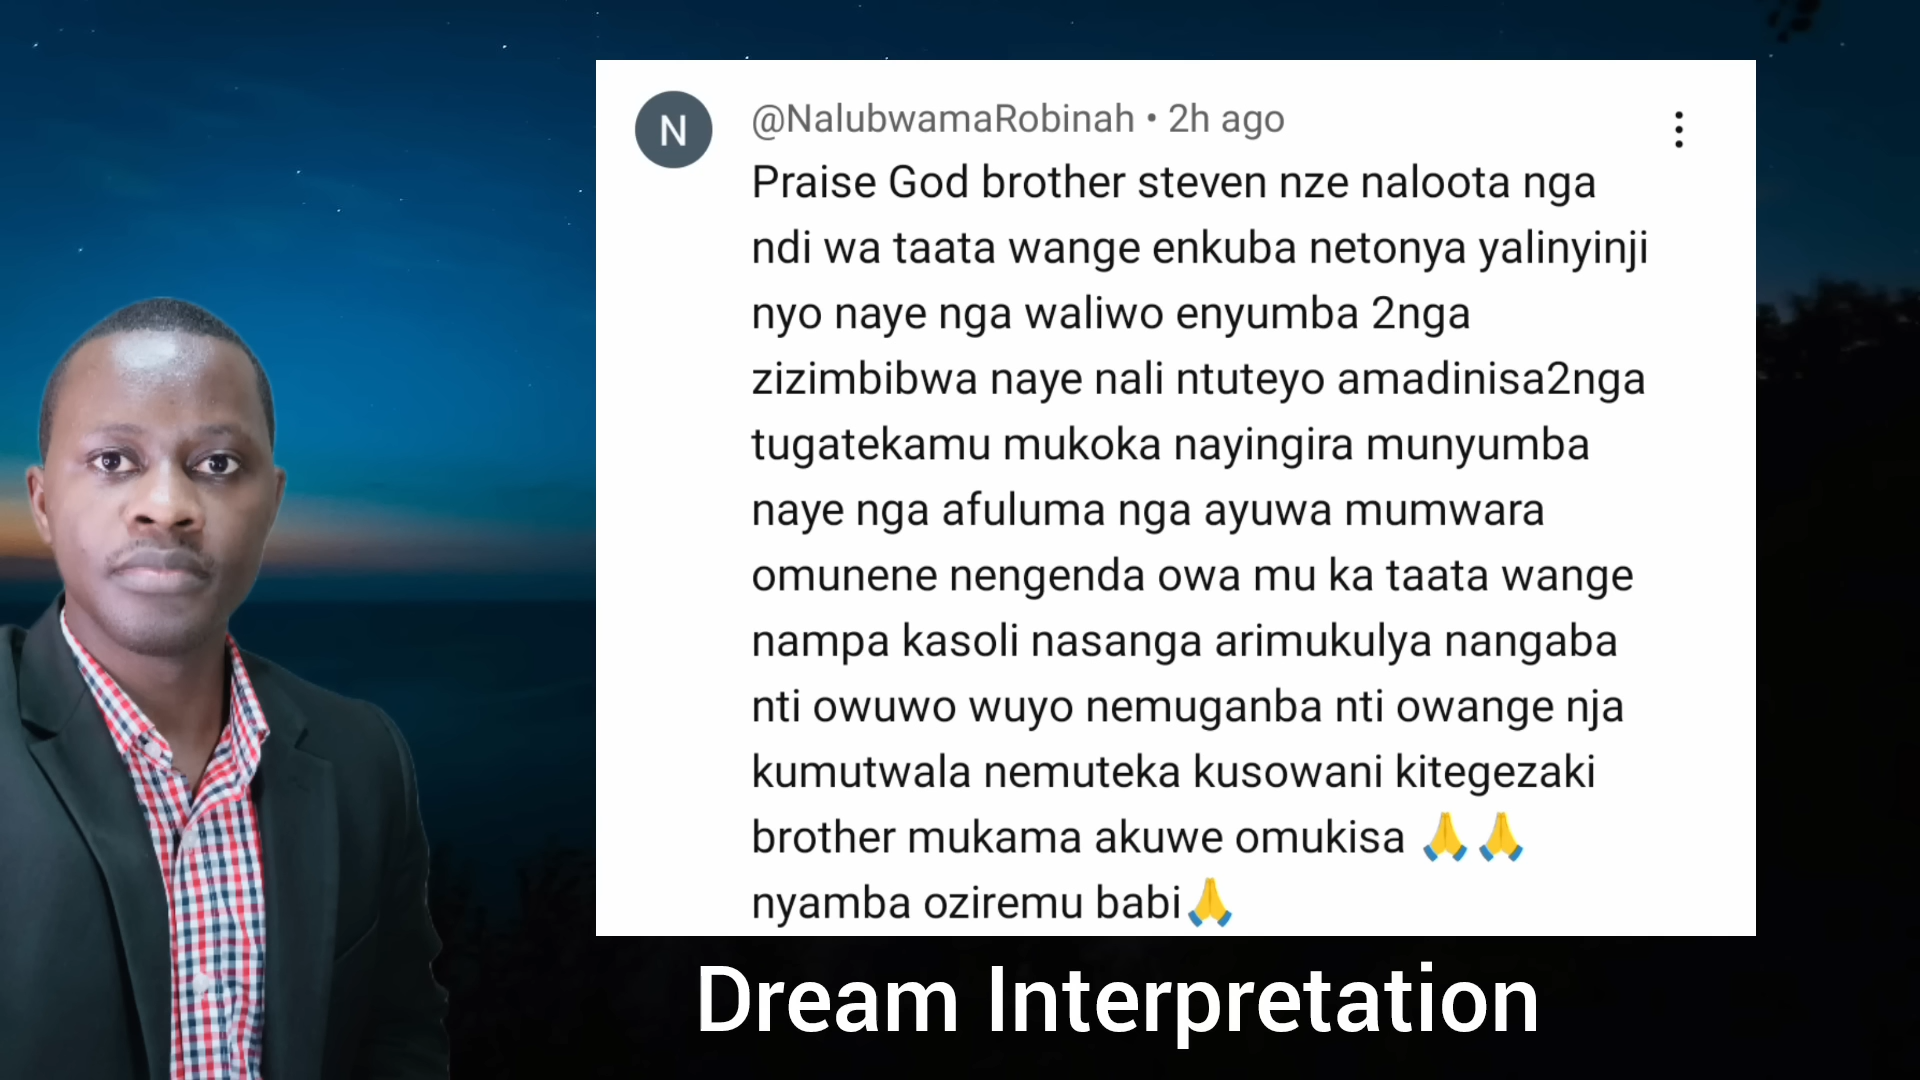 N
@NalubwamaRobinah • 2h ago
Praise God brother steven nze naloota nga
ndi wa taata wange enkuba netonya yalinyinji
nyo naye nga waliwo enyumba 2nga
zizimbibwa naye nali ntuteyo amadinisa2nga
tugatekamu mukoka nayingira munyumba
naye nga afuluma nga ayuwa mumwara
omunene nengenda owa mu ka taata wange
nampa kasoli nasanga arimukulya nangaba
nti owuwo wuyo nemuganba nti owange nja
kumutwala nemuteka kusowani kitegezaki
brother mukama akuwe omukisa 🙏🙏
nyamba oziremu babi🙏
Dream Interpretation